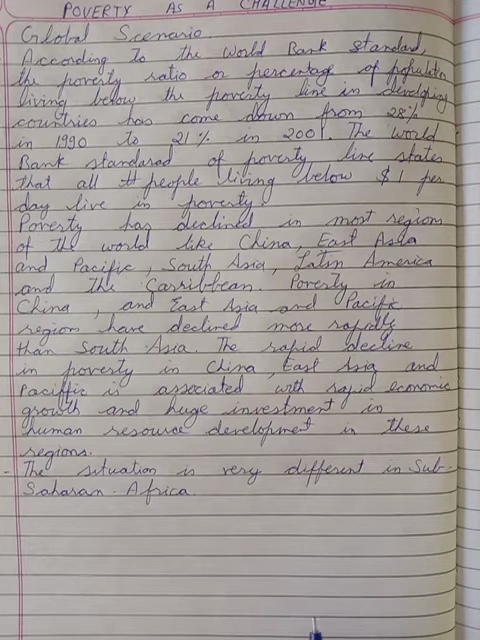 POVERTY AS A CHALLENGE
Global Scenario.
According to the World Bank standard,
the poverty ratio or percentage of population
living below the poverty line in developing
countries has come down from 28%
in 1990 to 21% in 2001. The World
Bank standarad of poverty line states
that all people living below $1 per
day live in poverty.
Poverty has declined in most regions
of the world like China, East Asia
and Pacific, South Asia, Latin America
and the Carribbean. Poverty in
China, and East Asia and Pacific
region have declined more rapidly
than South Asia. The rapid decline
in poverty in China, East Asia and
Paciffic is associated with rapid economic
growth and huge investment in
human resource development in these
regions.
- The situation is very different in Sub-
Saharan Africa.